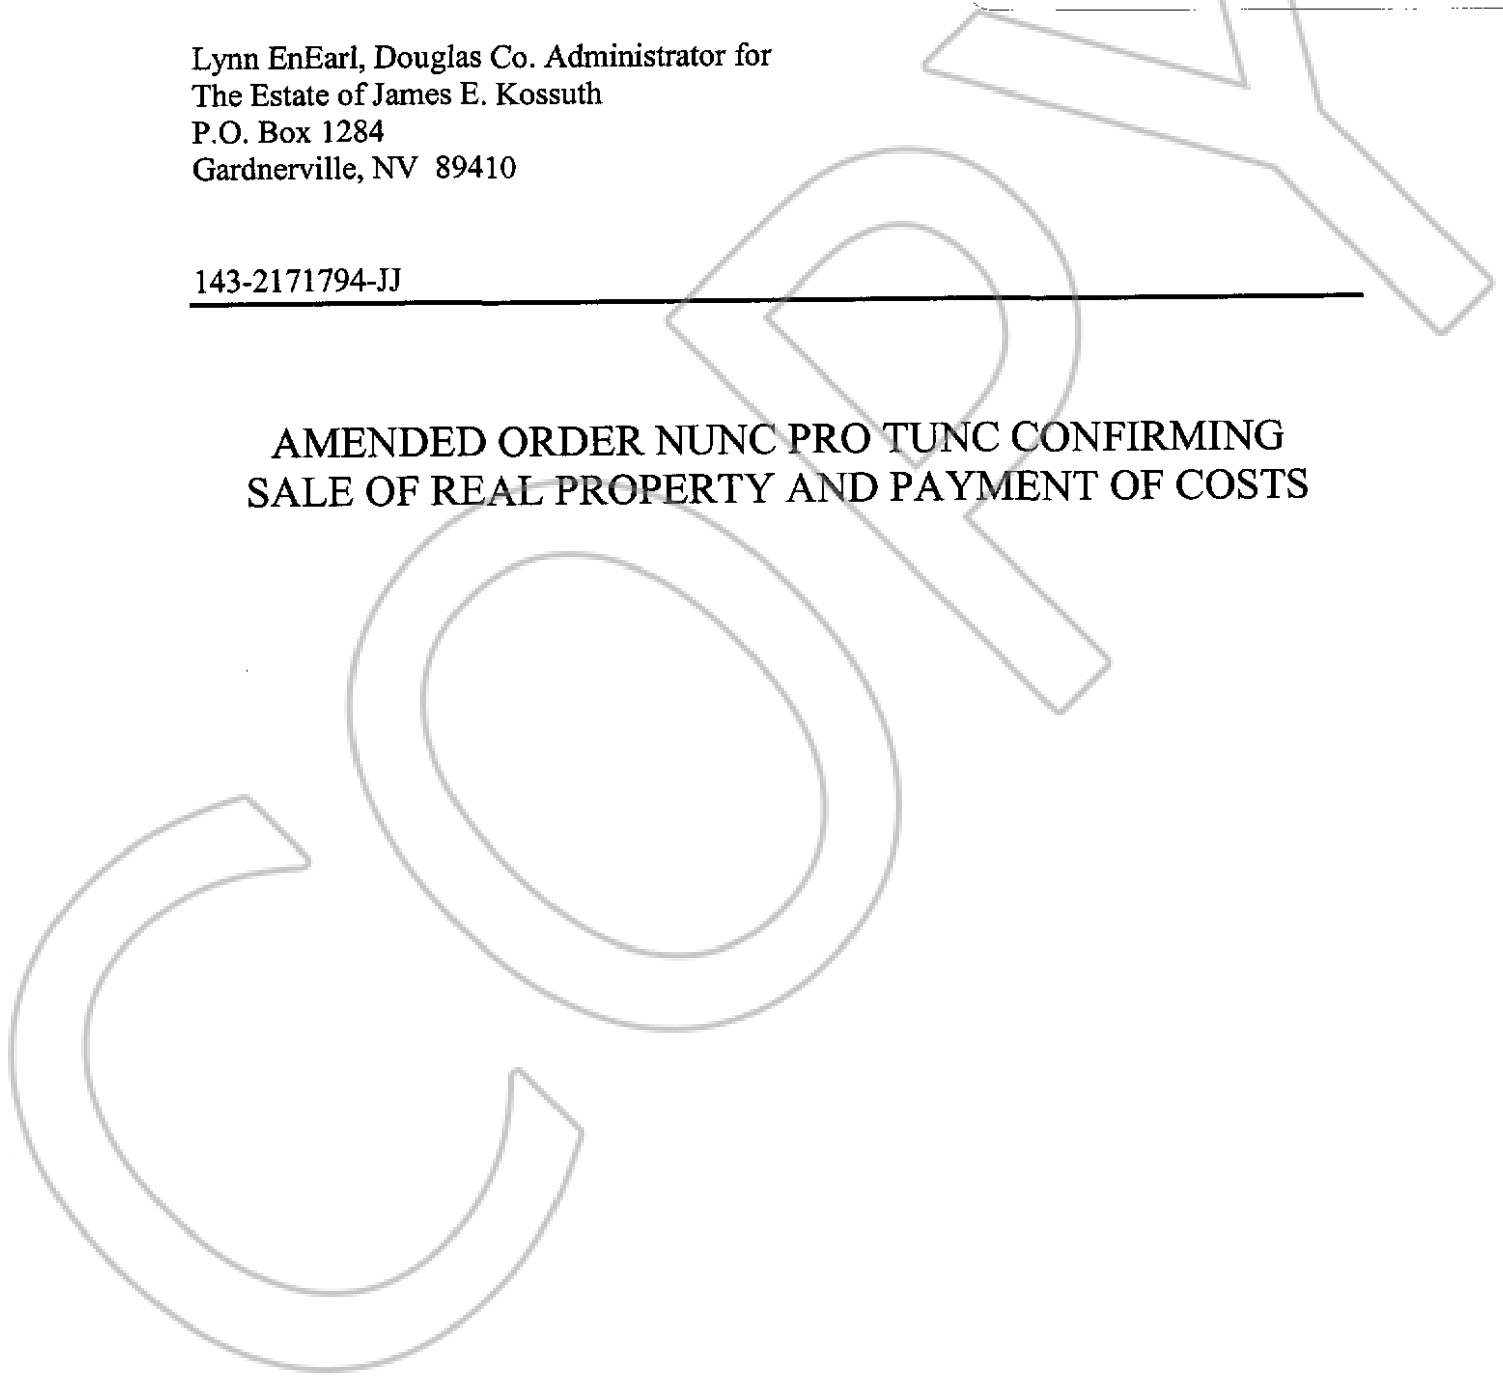 Lynn EnEarl, Douglas Co. Administrator for
The Estate of James E. Kossuth
P.O. Box 1284
Gardnerville, NV 89410
143-2171794-JJ
AMENDED ORDER NUNC PRO TUNC CONFIRMING
SALE OF REAL PROPERTY AND PAYMENT OF COSTS
COPY